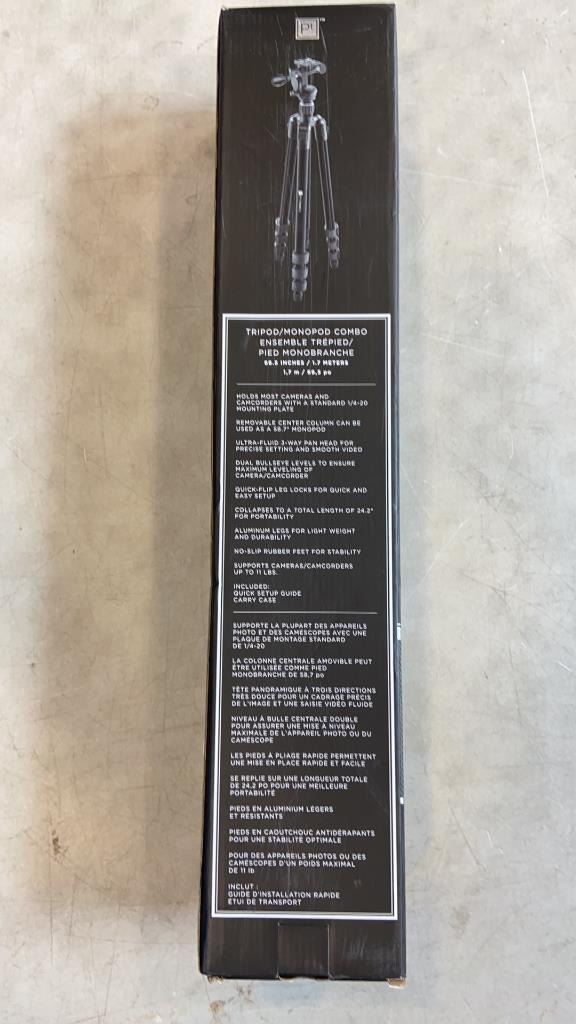 pt™
TRIPOD/MONOPOD COMBO
ENSEMBLE TRÉPIED/
PIED MONOBRANCHE
66.5 INCHES / 1.7 METERS
1,7 m / 66,5 po
HOLDS MOST CAMERAS AND
CAMCORDERS WITH A STANDARD 1/4-20
MOUNTING PLATE
REMOVABLE CENTER COLUMN CAN BE
USED AS A 58.7" MONOPOD
ULTRA-FLUID 3-WAY PAN HEAD FOR
PRECISE SETTING AND SMOOTH VIDEO
DUAL BULLSEYE LEVELS TO ENSURE
MAXIMUM LEVELING OF
CAMERA/CAMCORDER
QUICK-FLIP LEG LOCKS FOR QUICK AND
EASY SETUP
COLLAPSES TO A TOTAL LENGTH OF 24.2"
FOR PORTABILITY
ALUMINUM LEGS FOR LIGHT WEIGHT
AND DURABILITY
NO-SLIP RUBBER FEET FOR STABILITY
SUPPORTS CAMERAS/CAMCORDERS
UP TO 11 LBS.
INCLUDED:
QUICK SETUP GUIDE
CARRY CASE
SUPPORTE LA PLUPART DES APPAREILS
PHOTO ET DES CAMÉSCOPES AVEC UNE
PLAQUE DE MONTAGE STANDARD
DE 1/4-20
LA COLONNE CENTRALE AMOVIBLE PEUT
ÊTRE UTILISÉE COMME PIED
MONOBRANCHE DE 58,7 po
TÊTE PANORAMIQUE À TROIS DIRECTIONS
TRÈS DOUCE POUR UN CADRAGE PRÉCIS
DE L'IMAGE ET UNE SAISIE VIDÉO FLUIDE
NIVEAU À BULLE CENTRALE DOUBLE
POUR ASSURER UNE MISE À NIVEAU
MAXIMALE DE L'APPAREIL PHOTO OU DU
CAMÉSCOPE
LES PIEDS À PLIAGE RAPIDE PERMETTENT
UNE MISE EN PLACE RAPIDE ET FACILE
SE REPLIE SUR UNE LONGUEUR TOTALE
DE 24.2 PO POUR UNE MEILLEURE
PORTABILITÉ
PIEDS EN ALUMINIUM LÉGERS
ET RÉSISTANTS
PIEDS EN CAOUTCHOUC ANTIDÉRAPANTS
POUR UNE STABILITÉ OPTIMALE
POUR DES APPAREILS PHOTOS OU DES
CAMÉSCOPES D'UN POIDS MAXIMAL
DE 11 lb
INCLUT :
GUIDE D'INSTALLATION RAPIDE
ÉTUI DE TRANSPORT